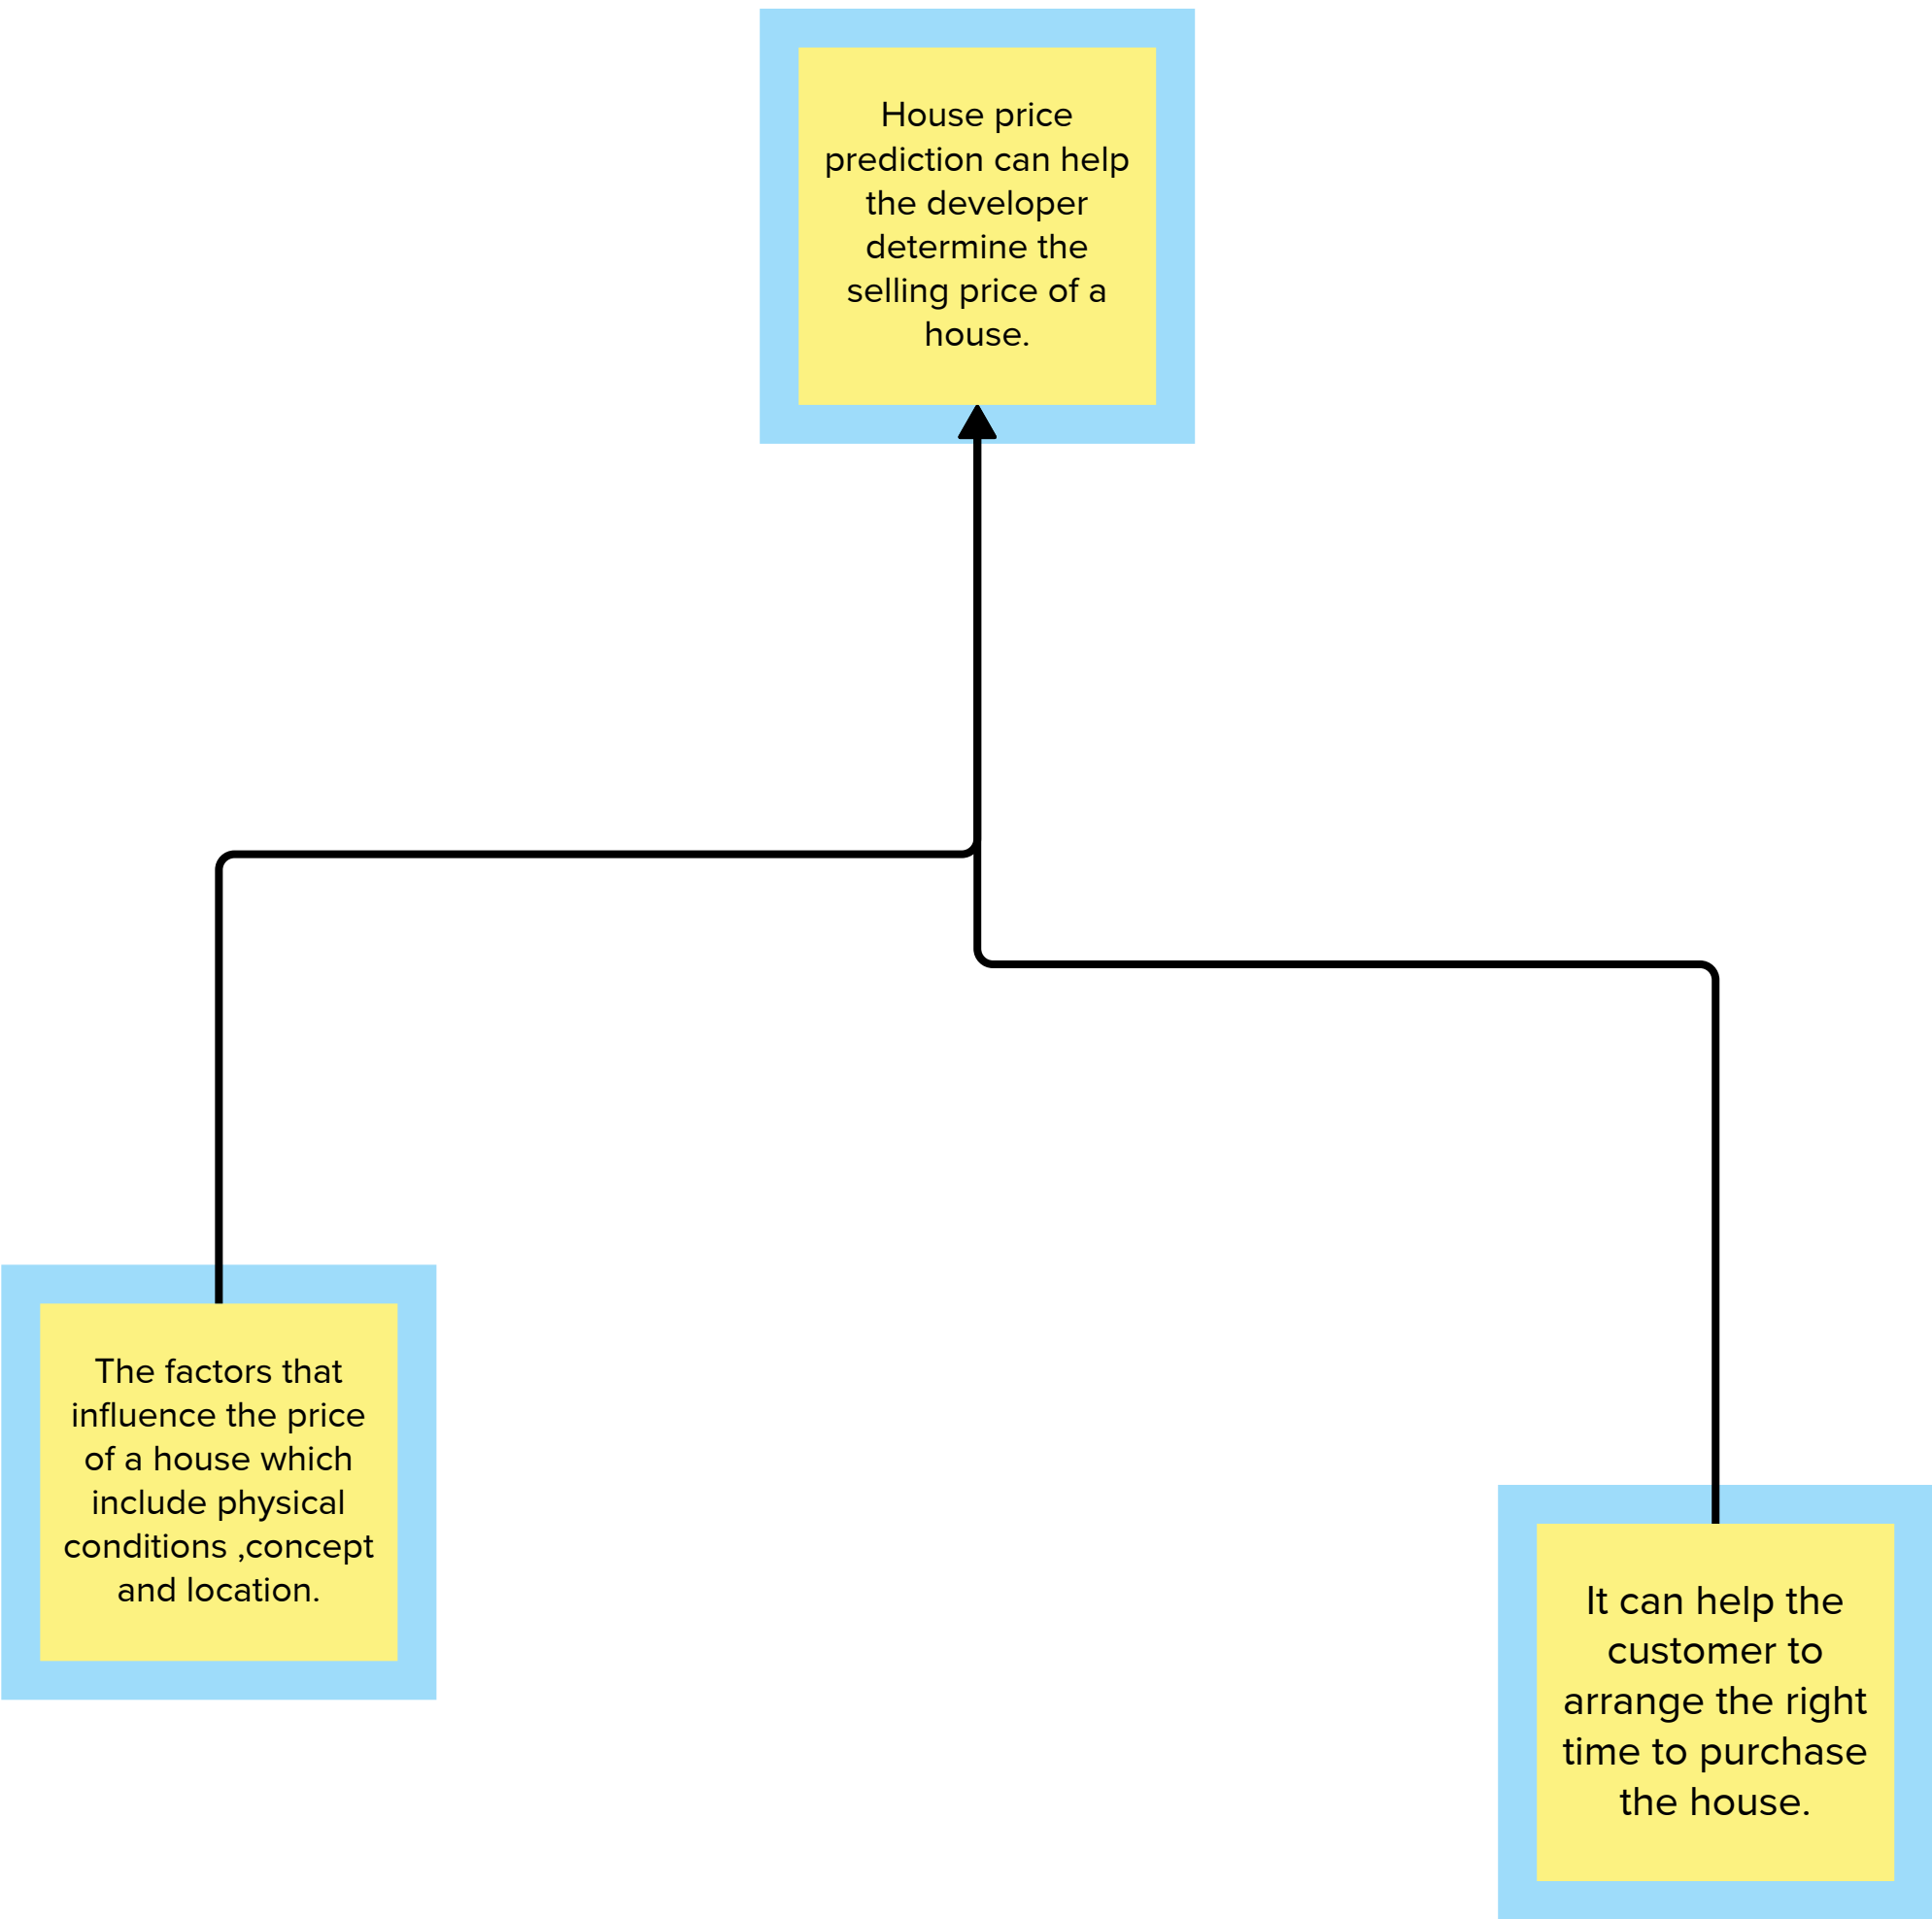 House price
prediction can help
the developer
determine the
selling price of a
house.
The factors that
influence the price
of a house which
include physical
conditions ,concept
and location.
It can help the
customer to
arrange the right
time to purchase
the house.